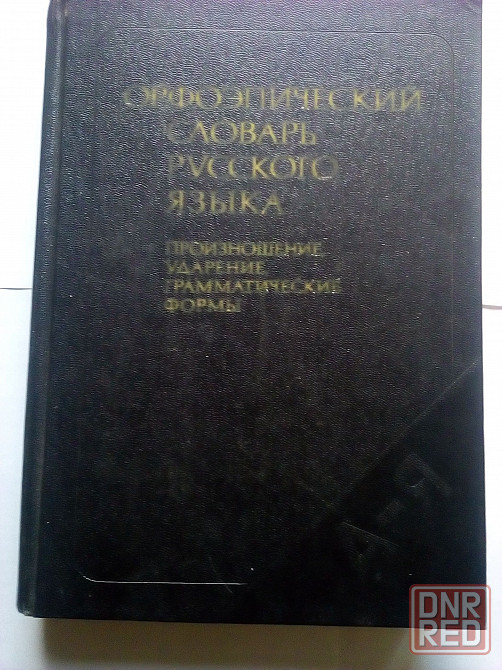 ОРФОЭПИЧЕСКИЙ
СЛОВАРЬ
РУССКОГО
ЯЗЫКА
ПРОИЗНОШЕНИЕ,
УДАРЕНИЕ,
ГРАММАТИЧЕСКИЕ
ФОРМЫ
А-Я
DNR
RED